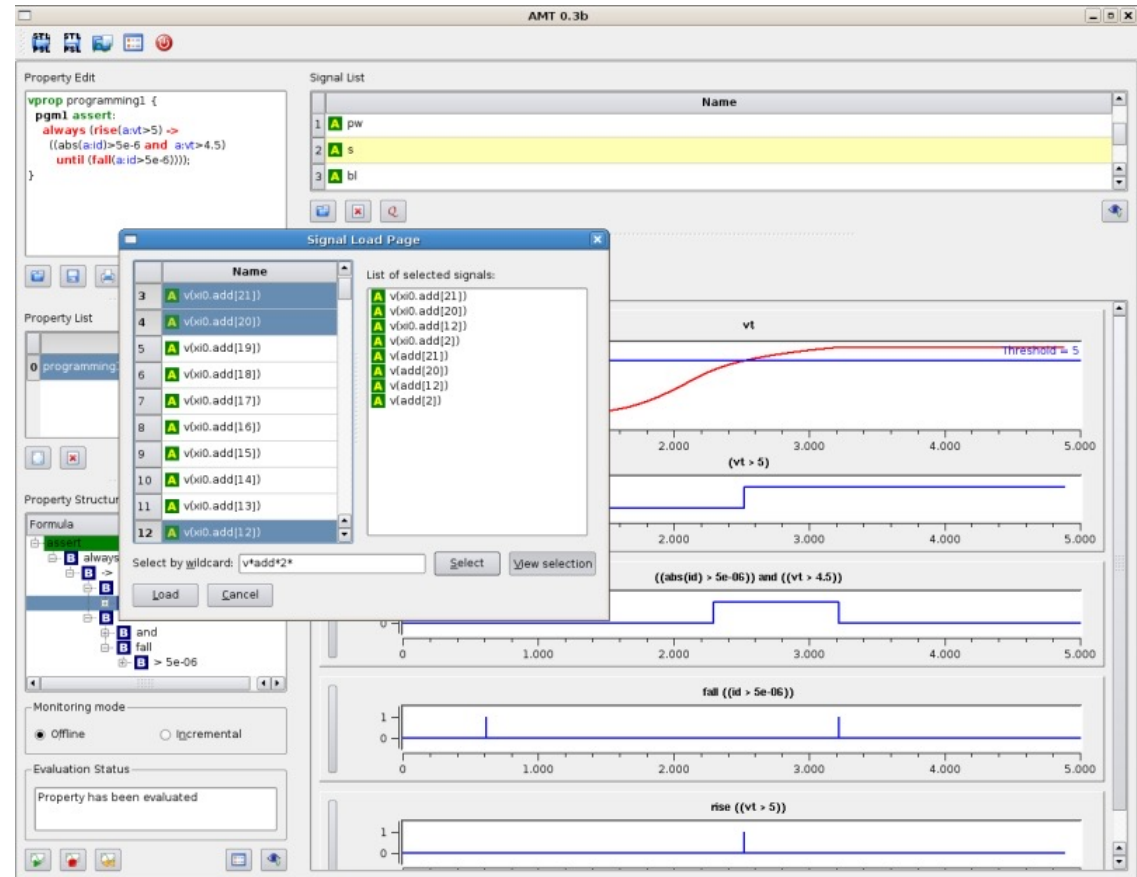 AMT 0.3b
STL PSL
STL PSL
Property Edit
vprop programming1 {
pgm1 assert:
always (rise(a:vt>5) ->
((abs(a:id)>5e-6 and a:vt>4.5)
until (fall(a:id>5e-6))));
}
Signal List
Name
1 A pw
2 A s
3 A bl
Q
Signal Load Page
Name
3 A v(xi0.add[21])
4 A v(xi0.add[20])
5 A v(xi0.add[19])
6 A v(xi0.add[18])
7 A v(xi0.add[17])
8 A v(xi0.add[16])
9 A v(xi0.add[15])
10 A v(xi0.add[14])
11 A v(xi0.add[13])
12 A v(xi0.add[12])
List of selected signals:
A v(xi0.add[21])
A v(xi0.add[20])
A v(xi0.add[12])
A v(xi0.add[2])
A v(add[21])
A v(add[20])
A v(add[12])
A v(add[2])
Select by wildcard: v*add*2* Select View selection
Load Cancel
Property List
0 programming
Property Structur
Formula
assert
B always
B ->
B
B
B and
B fall
B > 5e-06
Monitoring mode
Offline Incremental
Evaluation Status
Property has been evaluated
vt
Threshold = 5
2.000 3.000 4.000 5.000
(vt > 5)
2.000 3.000 4.000 5.000
((abs(id) > 5e-06)) and ((vt > 4.5))
0
0 1.000 2.000 3.000 4.000 5.000
fall ((id > 5e-06))
1
0
0 1.000 2.000 3.000 4.000 5.000
rise ((vt > 5))
1
0